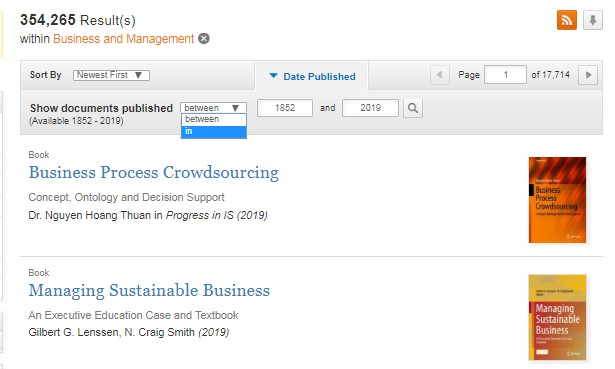 354,265 Result(s)
within Business and Management
Sort By Newest First Date Published Page 1 of 17,714
Show documents published between 1852 and 2019
(Available 1852 - 2019)
between
in
Book
Business Process Crowdsourcing
Concept, Ontology and Decision Support
Dr. Nguyen Hoang Thuan in Progress in IS (2019)
Business
Process
Crowdsourcing
Book
Managing Sustainable Business
An Executive Education Case and Textbook
Gilbert G. Lenssen, N. Craig Smith (2019)
Managing
Sustainable
Business